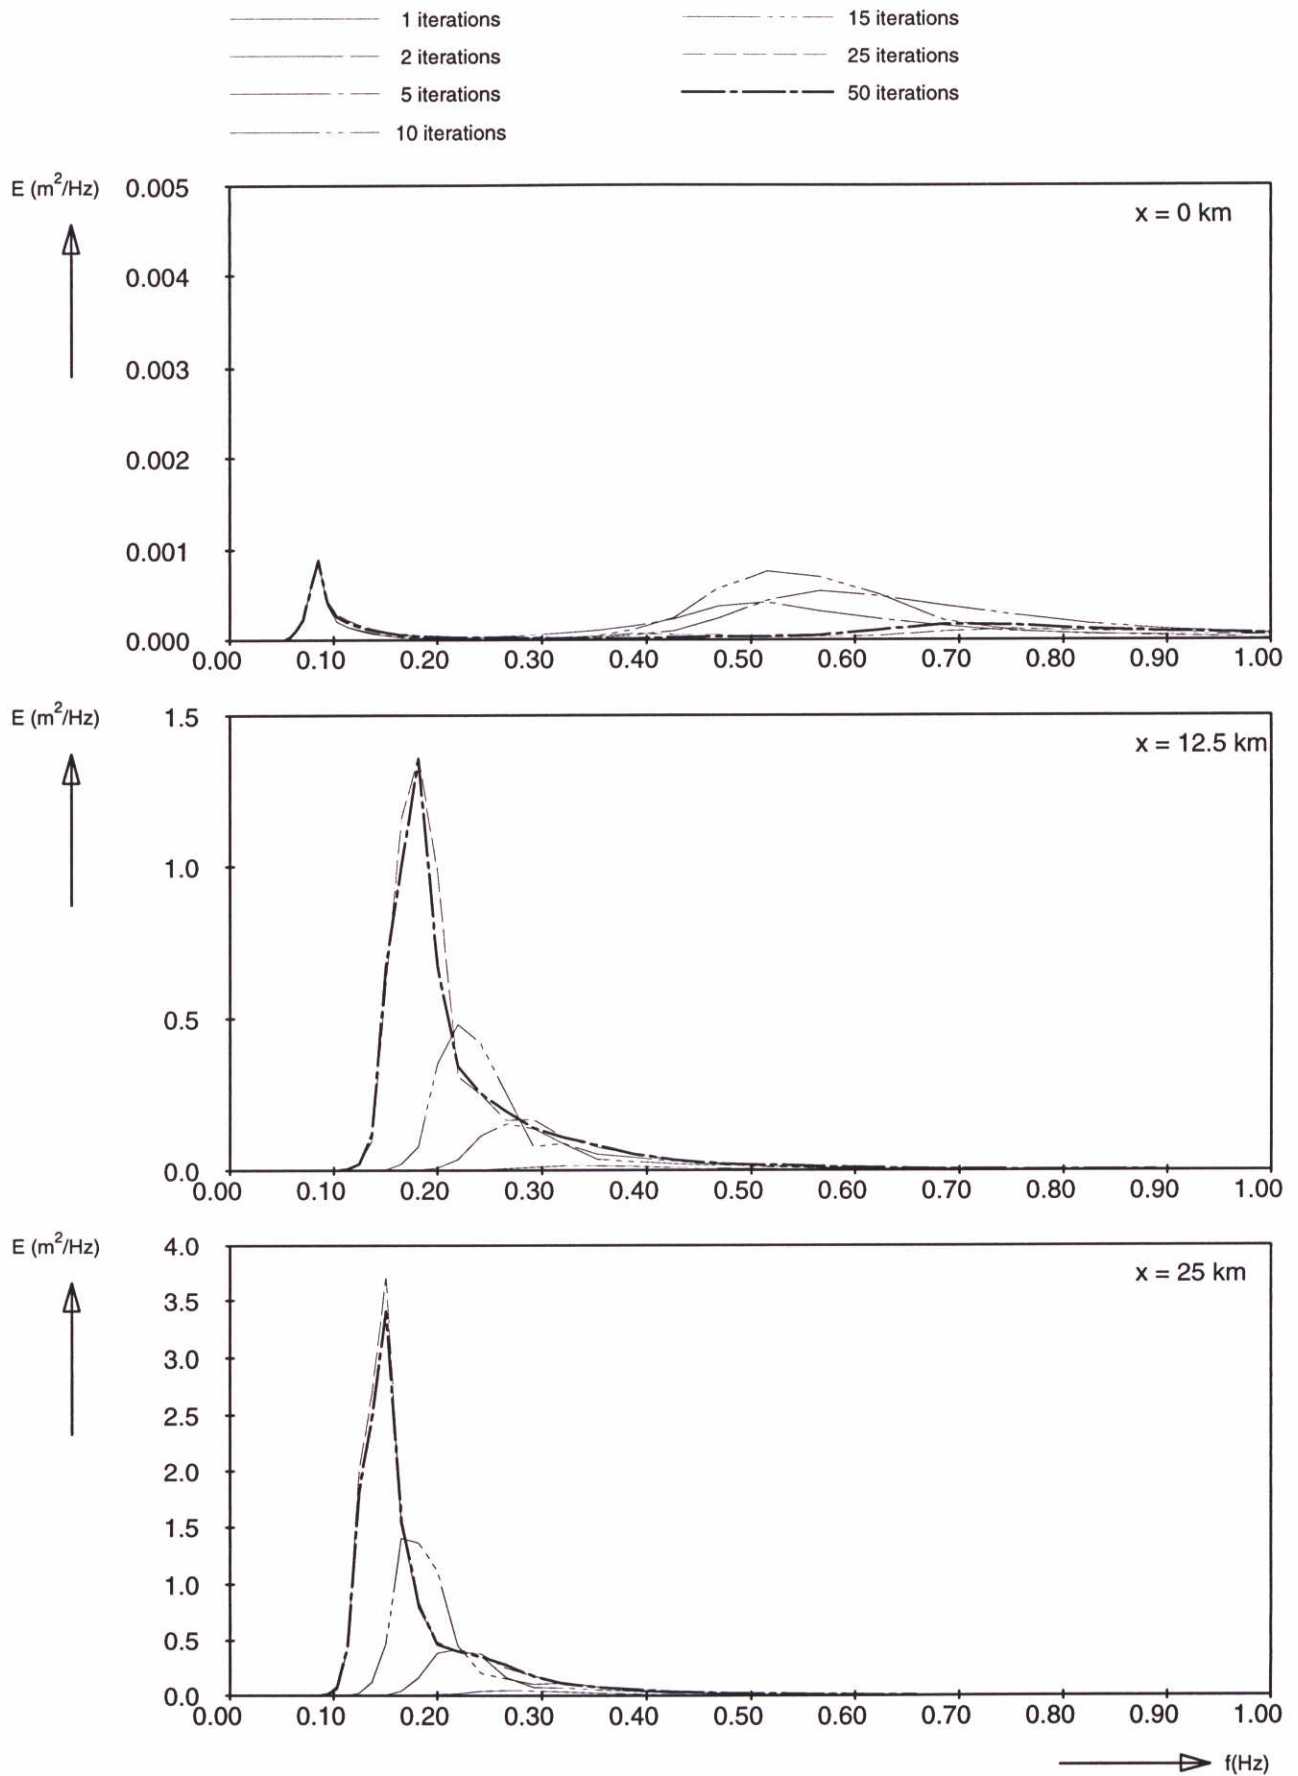 1 iterations
15 iterations
2 iterations
25 iterations
5 iterations
50 iterations
10 iterations
E (m²/Hz)
0.005
x = 0 km
0.004
0.003
0.002
0.001
0.000
0.00 0.10 0.20 0.30 0.40 0.50 0.60 0.70 0.80 0.90 1.00
E (m²/Hz)
1.5
x = 12.5 km
1.0
0.5
0.0
0.00 0.10 0.20 0.30 0.40 0.50 0.60 0.70 0.80 0.90 1.00
E (m²/Hz)
4.0
x = 25 km
3.5
3.0
2.5
2.0
1.5
1.0
0.5
0.0
0.00 0.10 0.20 0.30 0.40 0.50 0.60 0.70 0.80 0.90 1.00
f(Hz)